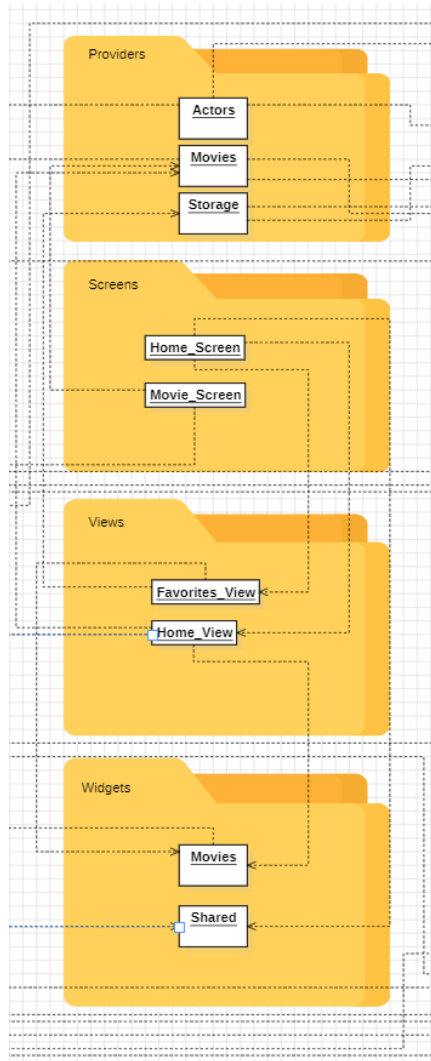 Providers
Actors
Movies
Storage
Screens
Home_Screen
Movie_Screen
Views
Favorites_View
Home_View
Widgets
Movies
Shared